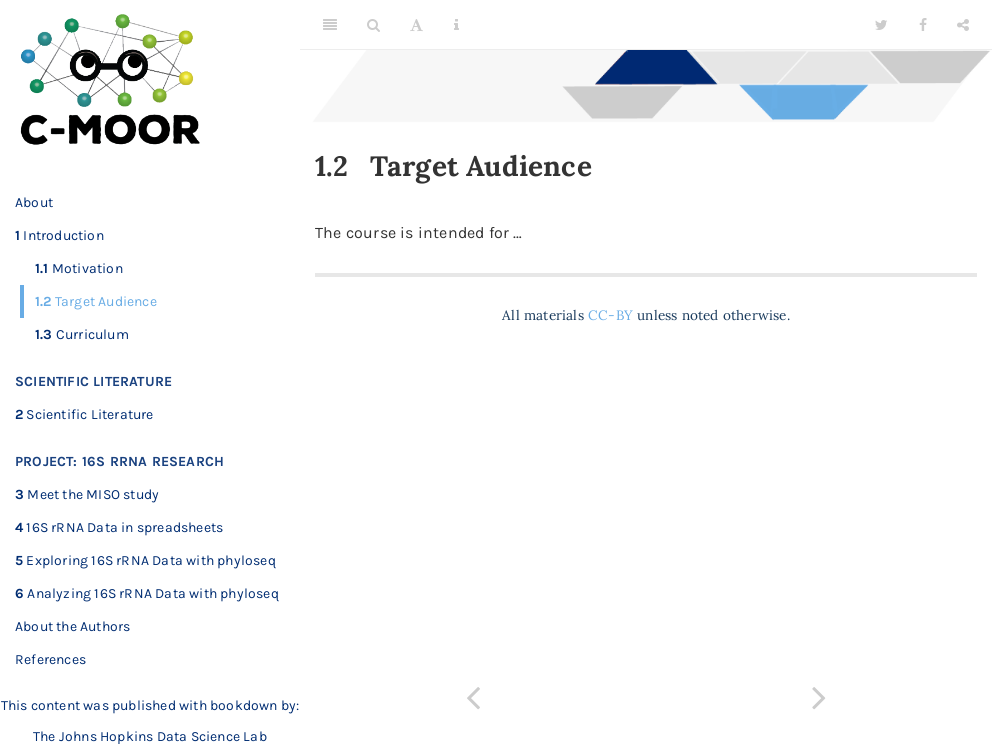 C-MOOR
About
1 Introduction
1.1 Motivation
1.2 Target Audience
1.3 Curriculum
SCIENTIFIC LITERATURE
2 Scientific Literature
PROJECT: 16S RRNA RESEARCH
3 Meet the MISO study
4 16S rRNA Data in spreadsheets
5 Exploring 16S rRNA Data with phyloseq
6 Analyzing 16S rRNA Data with phyloseq
About the Authors
References
This content was published with bookdown by:
The Johns Hopkins Data Science Lab
1.2 Target Audience
The course is intended for …
All materials CC-BY unless noted otherwise.